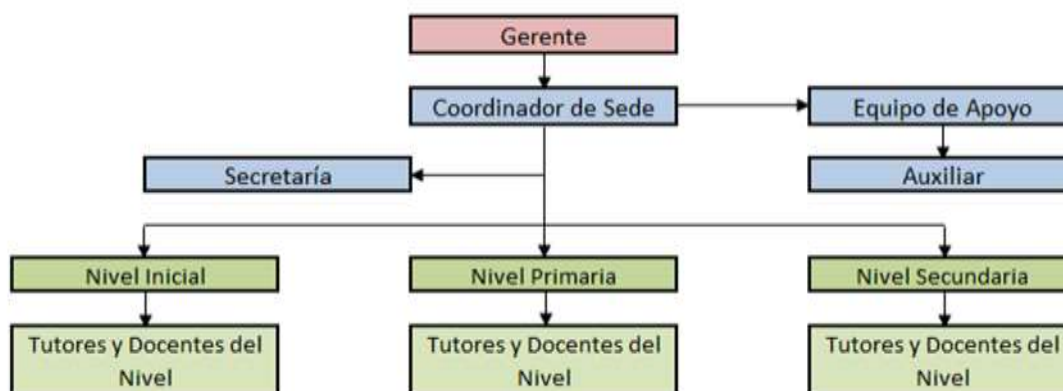 Gerente
Coordinador de Sede
Equipo de Apoyo
Secretaría
Auxiliar
Nivel Inicial
Nivel Primaria
Nivel Secundaria
Tutores y Docentes del
Nivel
Tutores y Docentes del
Nivel
Tutores y Docentes del
Nivel